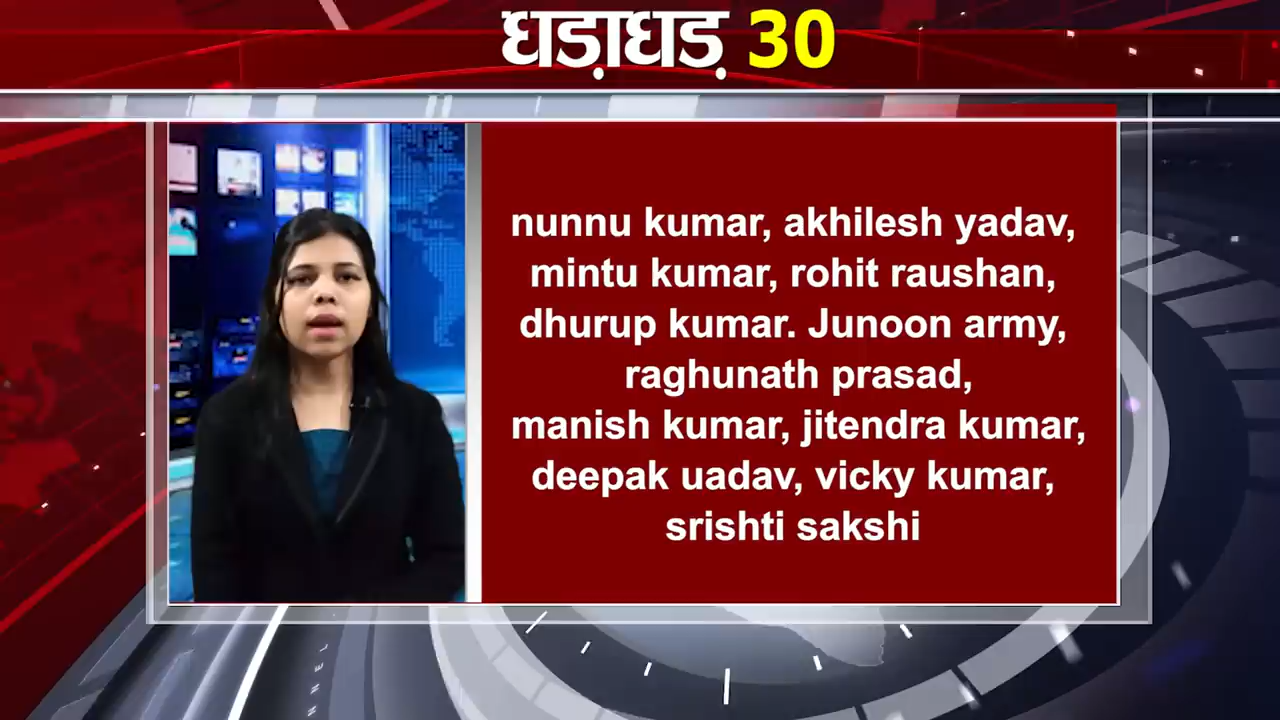 धड़ाधड़ 30
nunnu kumar, akhilesh yadav,
mintu kumar, rohit raushan,
dhurup kumar. Junoon army,
raghunath prasad,
manish kumar, jitendra kumar,
deepak uadav, vicky kumar,
srishti sakshi
N N E L